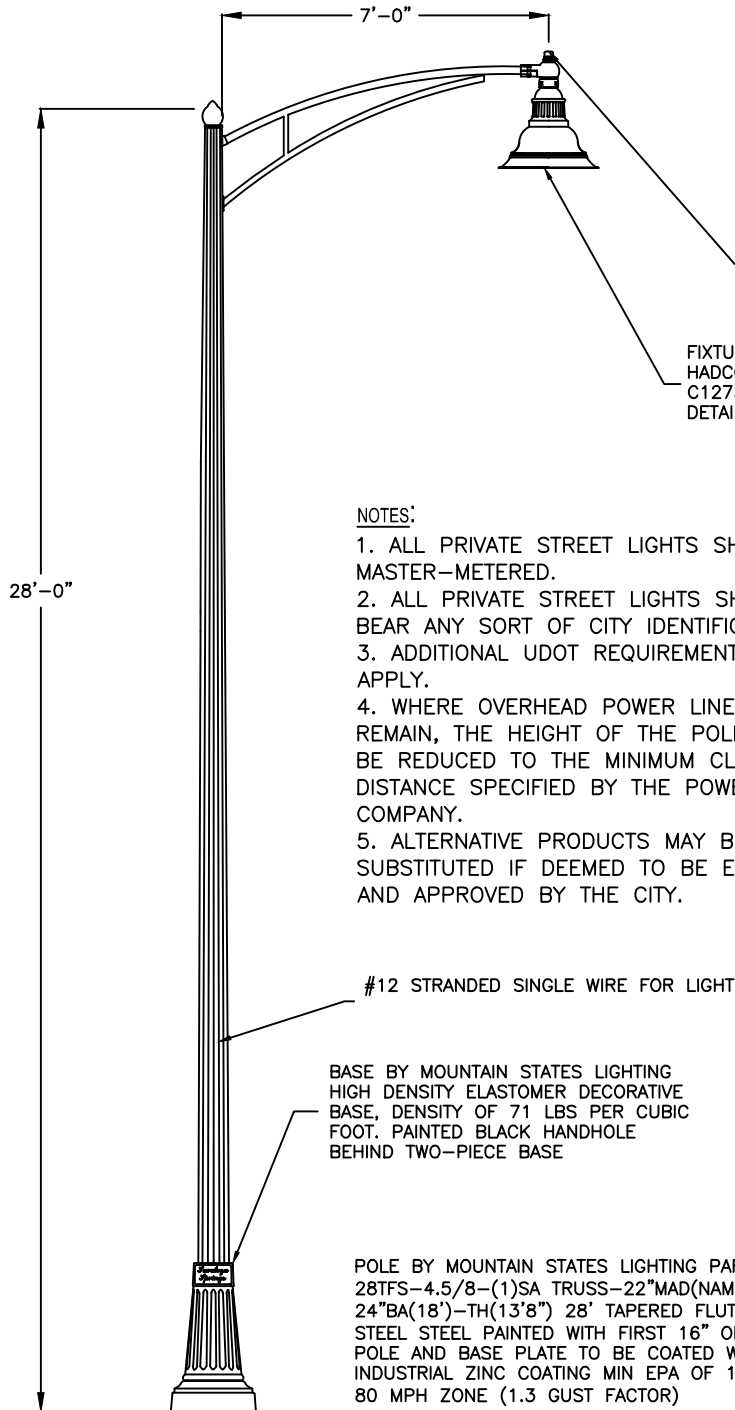 7'-0"
28'-0"
FIXTU
HADCO
C127
DETAI
NOTES:
1. ALL PRIVATE STREET LIGHTS SH
MASTER-METERED.
2. ALL PRIVATE STREET LIGHTS SH
BEAR ANY SORT OF CITY IDENTIFIC
3. ADDITIONAL UDOT REQUIREMENT
APPLY.
4. WHERE OVERHEAD POWER LINE
REMAIN, THE HEIGHT OF THE POL
BE REDUCED TO THE MINIMUM CL
DISTANCE SPECIFIED BY THE POWE
COMPANY.
5. ALTERNATIVE PRODUCTS MAY B
SUBSTITUTED IF DEEMED TO BE E
AND APPROVED BY THE CITY.
#12 STRANDED SINGLE WIRE FOR LIGHT
BASE BY MOUNTAIN STATES LIGHTING
HIGH DENSITY ELASTOMER DECORATIVE
BASE, DENSITY OF 71 LBS PER CUBIC
FOOT. PAINTED BLACK HANDHOLE
BEHIND TWO-PIECE BASE
Saratoga
Springs
POLE BY MOUNTAIN STATES LIGHTING PAR
28TFS-4.5/8-(1)SA TRUSS-22"MAD(NAM
24"BA(18')-TH(13'8") 28' TAPERED FLUT
STEEL STEEL PAINTED WITH FIRST 16" O
POLE AND BASE PLATE TO BE COATED W
INDUSTRIAL ZINC COATING MIN EPA OF 1
80 MPH ZONE (1.3 GUST FACTOR)